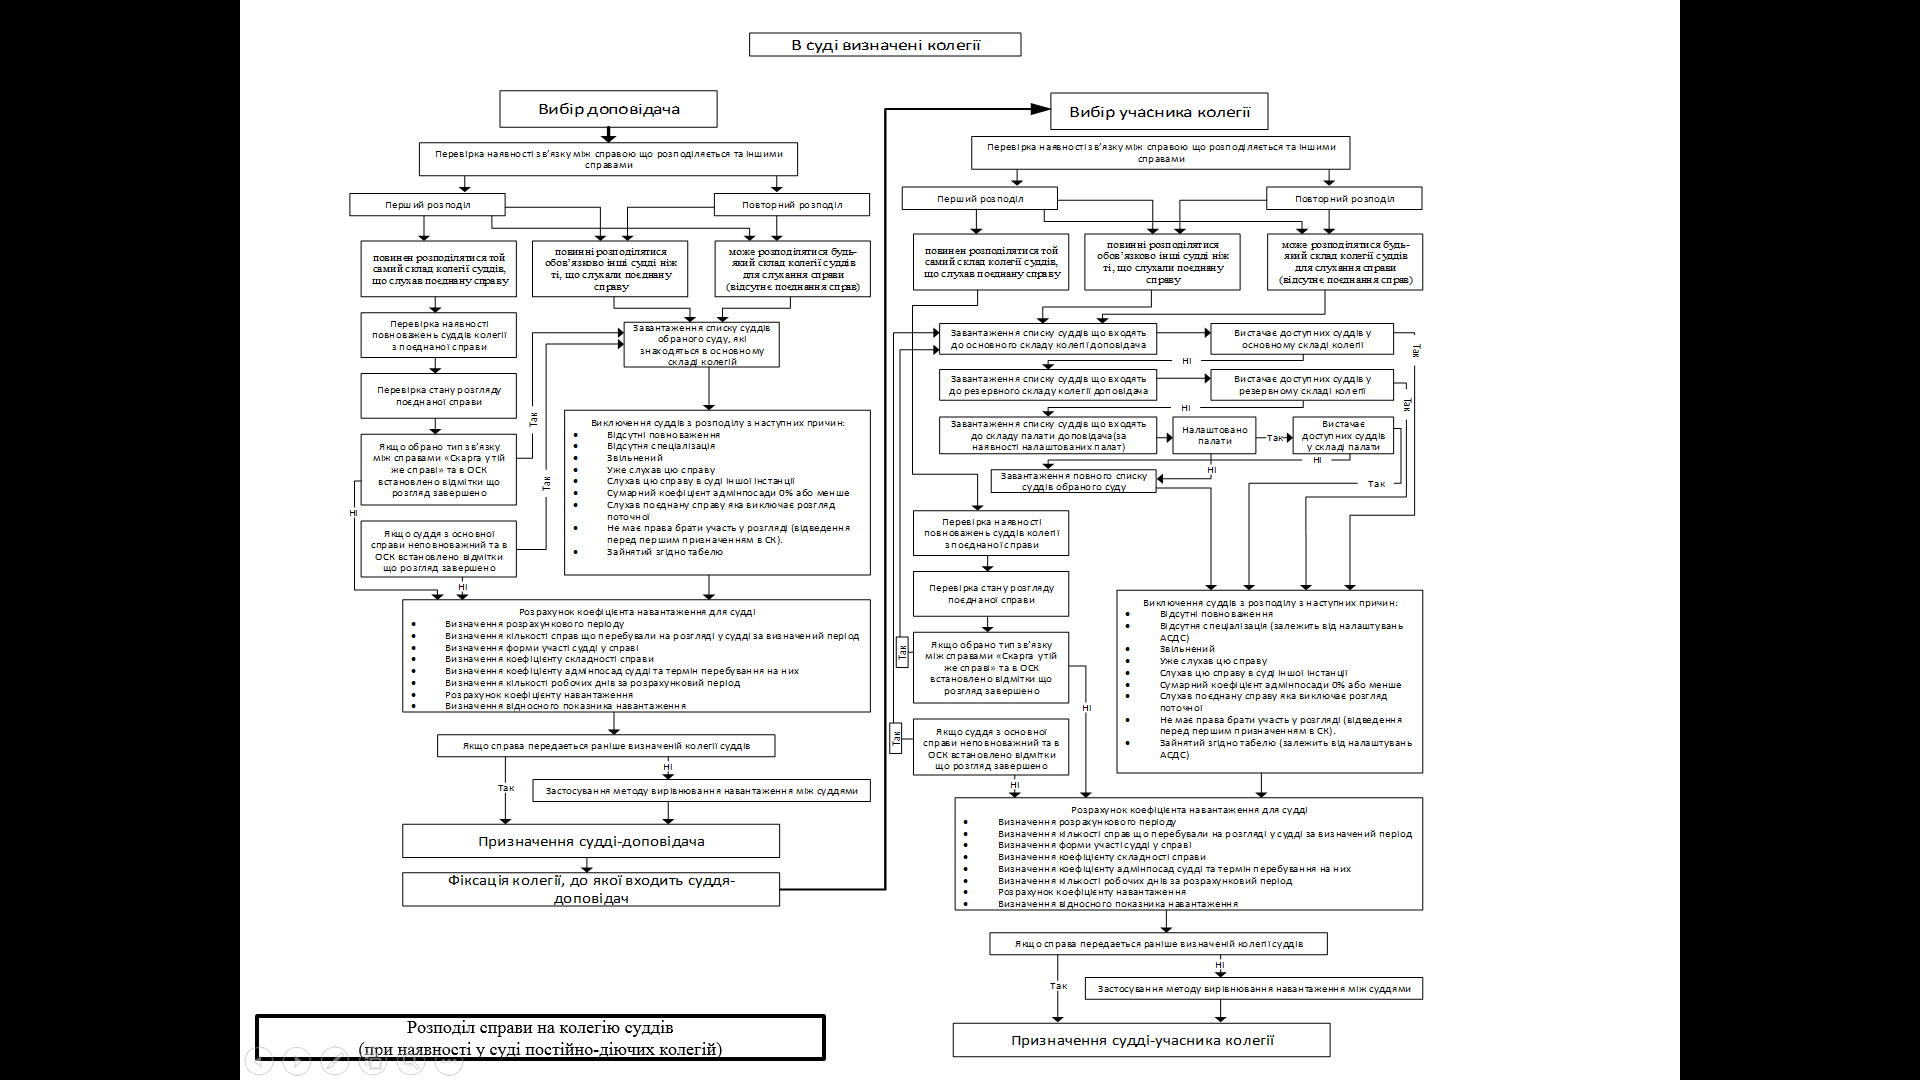 В суді визначені колегії
Вибір доповідача
Перевірка наявності зв’язку між справою що розподіляється та іншими
справами
Перший розподіл
Повторний розподіл
повинен розподілятися той
самий склад колегії суддів,
що слухав поєднану справу
повинні розподілятися
обов’язково інші судді ніж
ті, що слухали поєднану
справу
може розподілятися будь-
який склад колегії суддів
для слухання справи
(відсутнє поєднання справ)
Перевірка наявності
повноважень суддів колегії
з поєднаної справи
Завантаження списку суддів
обраного суду, які
знаходяться в основному
складі колегій
Перевірка стану розгляду
поєднаної справи
Так
Якщо обрано тип зв’язку
між справами «Скарга у тій
же справі» та в ОСК
встановлено відмітки що
розгляд завершено
Так
НІ
Якщо суддя з основної
справи неповноважний та в
ОСК встановлено відмітки
що розгляд завершено
НІ
Виключення суддів з розподілу з наступних причин:
• Відсутні повноваження
• Відсутня спеціалізація
• Звільнений
• Уже слухав цю справу
• Слухав цю справу в суді іншої інстанції
• Сумарний коефіцієнт адмінпосади 0% або менше
• Слухав поєднану справу яка виключає розгляд
поточної
• Не має права брати участь у розгляді (відведення
перед першим призначенням в СК).
• Зайнятий згідно табелю
Розрахунок коефіцієнта навантаження для судді
• Визначення розрахункового періоду
• Визначення кількості справ що перебували на розгляді у судді за визначений період
• Визначення форми участі судді у справі
• Визначення коефіцієнту складності справи
• Визначення коефіцієнту адмінпосад судді та термін перебування на них
• Визначення кількості робочих днів за розрахунковий період
• Розрахунок коефіцієнту навантаження
• Визначення відносного показника навантаження
Якщо справа передається раніше визначеній колегії суддів
НІ
Так
Застосування методу вирівнювання навантаження між суддями
Призначення судді-доповідача
Фіксація колегії, до якої входить суддя-
доповідач
Вибір учасника колегії
Перевірка наявності зв’язку між справою що розподіляється та іншими
справами
Перший розподіл
Повторний розподіл
повинен розподілятися той
самий склад колегії суддів,
що слухав поєднану справу
повинні розподілятися
обов’язково інші судді ніж
ті, що слухали поєднану
справу
може розподілятися будь-
який склад колегії суддів
для слухання справи
(відсутнє поєднання справ)
Завантаження списку суддів що входять
до основного складу колегії доповідача
Вистачає доступних суддів у
основному складі колегії
Так
НІ
Завантаження списку суддів що входять
до резервного складу колегії доповідача
Вистачає доступних суддів у
резервному складі колегії
Так
НІ
Завантаження списку суддів що входять
до складу палати доповідача(за
наявності налаштованих палат)
Налаштовано
палати
Так
Вистачає
доступних суддів
у складі палати
НІ
НІ
Завантаження повного списку
суддів обраного суду
Так
Перевірка наявності
повноважень суддів колегії
з поєднаної справи
Перевірка стану розгляду
поєднаної справи
Так
Якщо обрано тип зв’язку
між справами «Скарга у тій
же справі» та в ОСК
встановлено відмітки що
розгляд завершено
НІ
Так
Якщо суддя з основної
справи неповноважний та в
ОСК встановлено відмітки
що розгляд завершено
НІ
Виключення суддів з розподілу з наступних причин:
• Відсутні повноваження
• Відсутня спеціалізація (залежить від налаштувань
АСДС)
• Звільнений
• Уже слухав цю справу
• Слухав цю справу в суді іншої інстанції
• Сумарний коефіцієнт адмінпосади 0% або менше
• Слухав поєднану справу яка виключає розгляд
поточної
• Не має права брати участь у розгляді (відведення
перед першим призначенням в СК).
• Зайнятий згідно табелю (залежить від налаштувань
АСДС)
Розрахунок коефіцієнта навантаження для судді
• Визначення розрахункового періоду
• Визначення кількості справ що перебували на розгляді у судді за визначений період
• Визначення форми участі судді у справі
• Визначення коефіцієнту складності справи
• Визначення коефіцієнту адмінпосад судді та термін перебування на них
• Визначення кількості робочих днів за розрахунковий період
• Розрахунок коефіцієнту навантаження
• Визначення відносного показника навантаження
Якщо справа передається раніше визначеній колегії суддів
НІ
Так
Застосування методу вирівнювання навантаження між суддями
Призначення судді-учасника колегії
Розподіл справи на колегію суддів
(при наявності у суді постійно-діючих колегій)